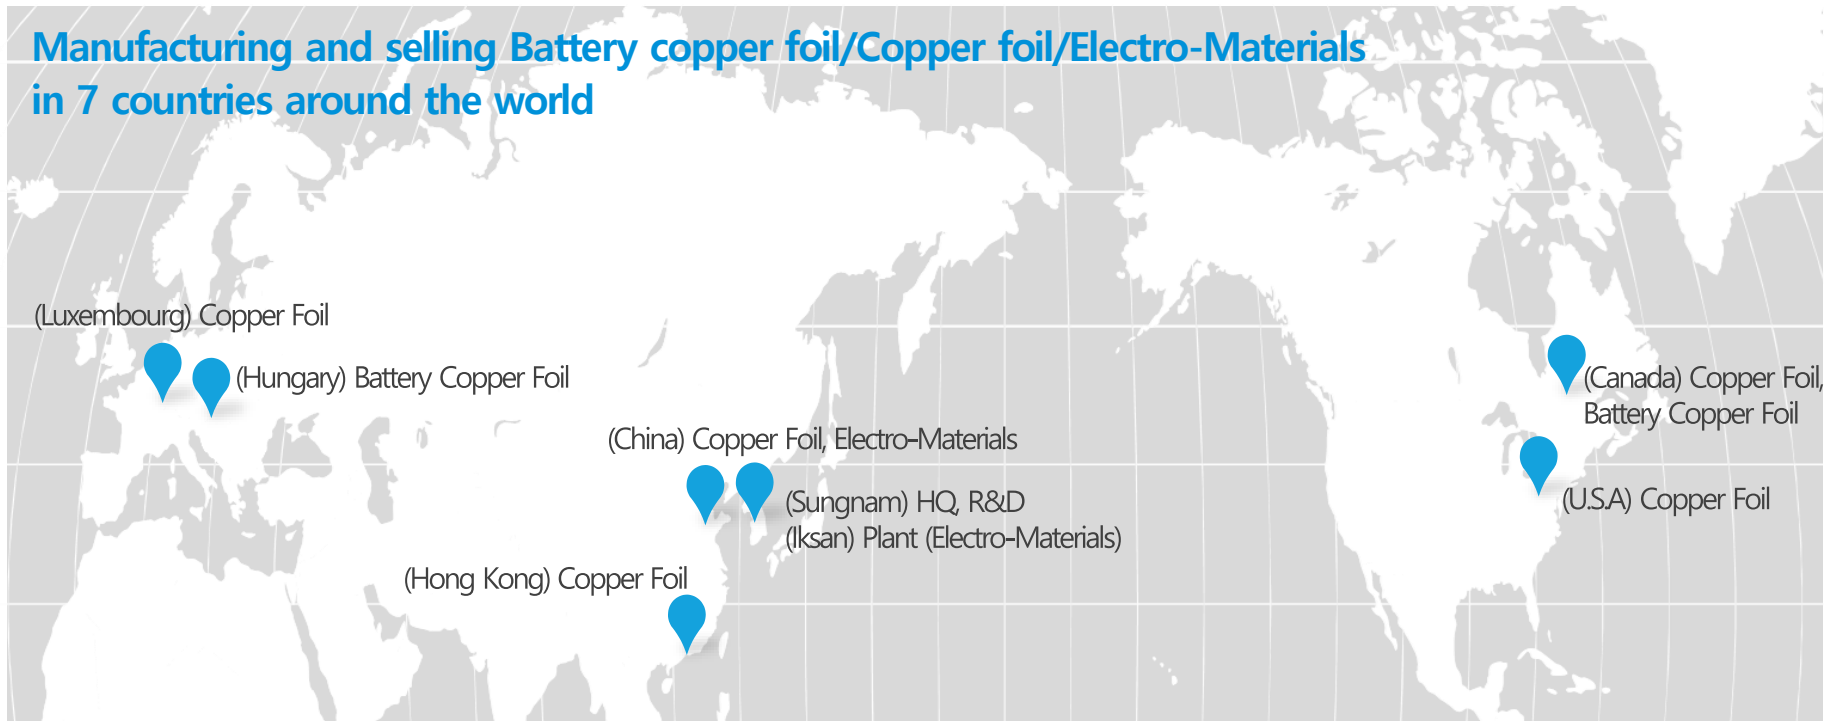 Manufacturing and selling Battery copper foil/Copper foil/Electro-Materials
in 7 countries around the world
(Luxembourg) Copper Foil
(Hungary) Battery Copper Foil
(China) Copper Foil, Electro-Materials
(Sungnam) HQ, R&D
(Iksan) Plant (Electro-Materials)
(Hong Kong) Copper Foil
(Canada) Copper Foil,
Battery Copper Foil
(U.S.A) Copper Foil